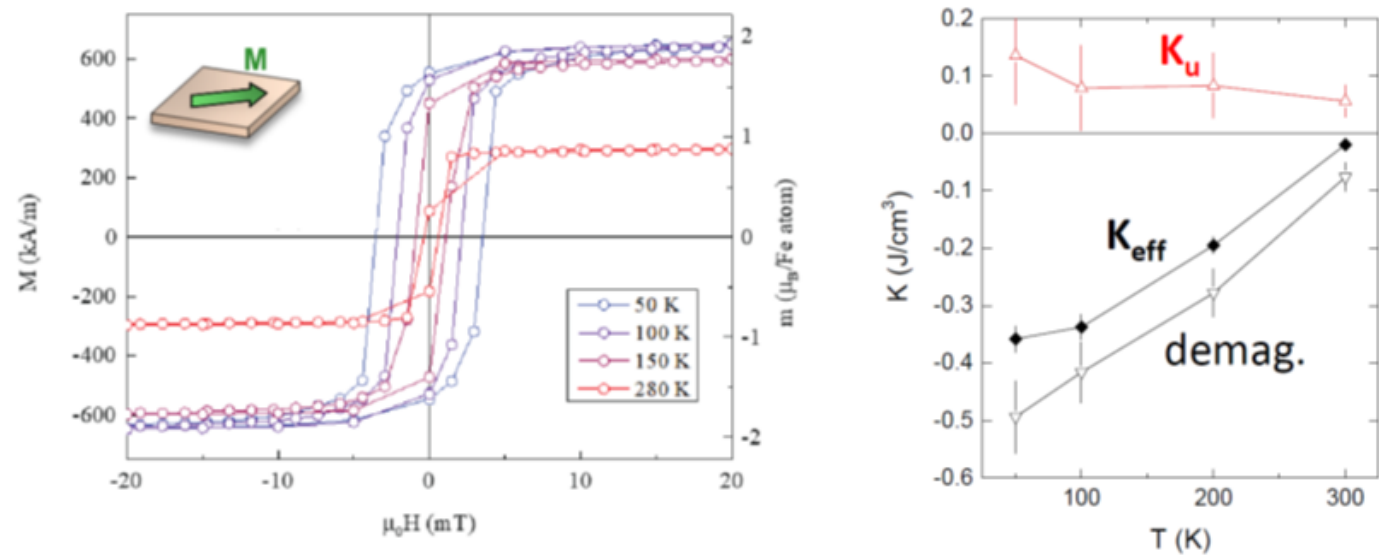 M
600
400
200
0
-200
-400
-600
M (kA/m)
-20
-10
0
10
20
μ₀H (mT)
2
1
0
-1
-2
m (μB/Fe atom)
50 K
100 K
150 K
280 K
0.2
0.1
0.0
-0.1
-0.2
-0.3
-0.4
-0.5
-0.6
K (J/cm³)
Ku
Keff
demag.
100
200
300
T (K)